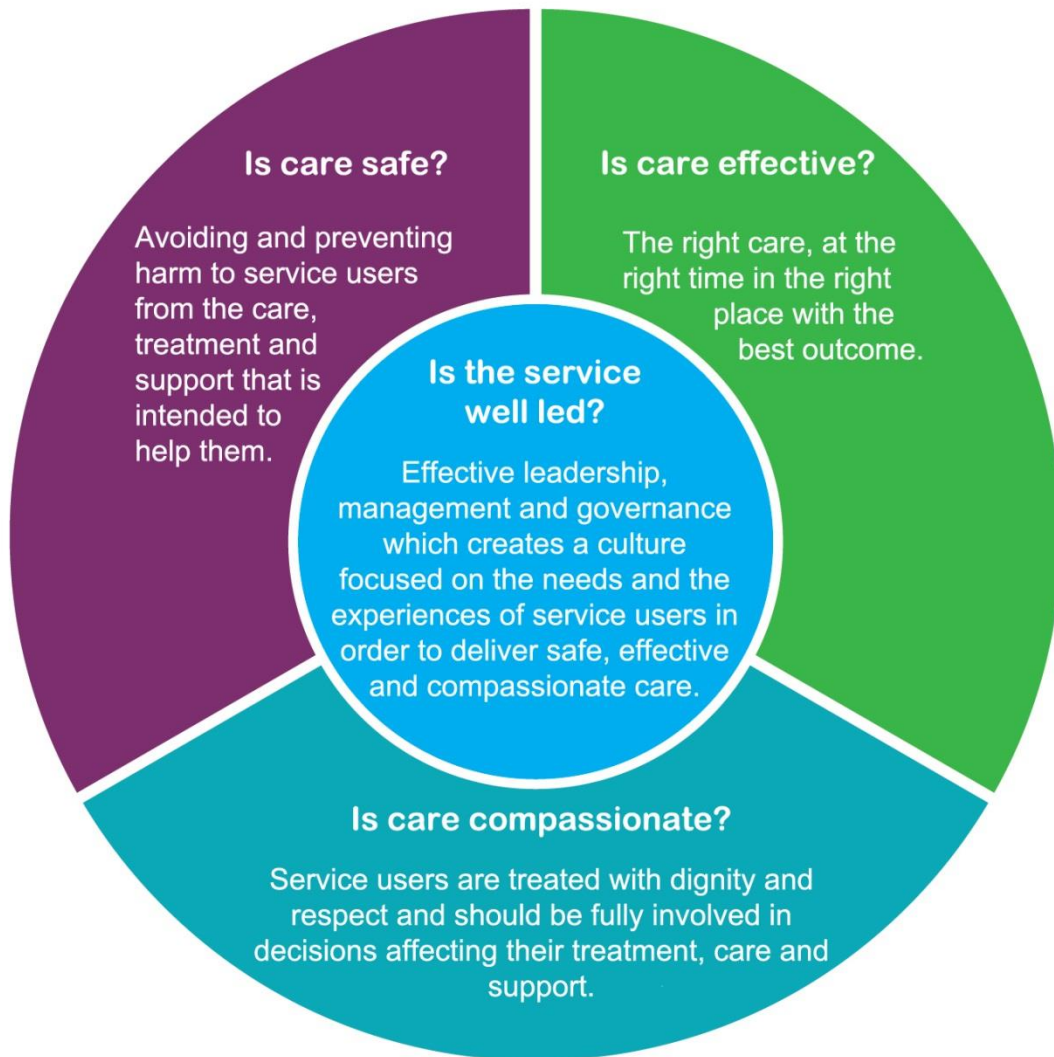 Is care safe?
Avoiding and preventing
harm to service users
from the care,
treatment and
support that is
intended to
help them.
Is care effective?
The right care, at the
right time in the right
place with the
best outcome.
Is the service
well led?
Effective leadership,
management and governance
which creates a culture
focused on the needs and the
experiences of service users in
order to deliver safe, effective
and compassionate care.
Is care compassionate?
Service users are treated with dignity and
respect and should be fully involved in
decisions affecting their treatment, care and
support.